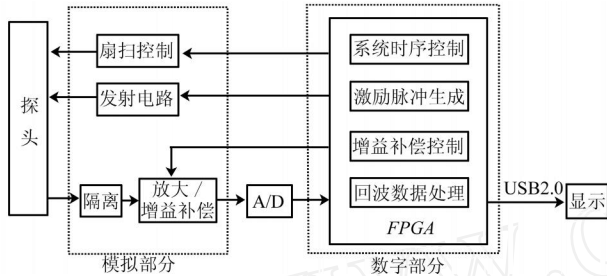 探头
扇扫控制
发射电路
隔离
放大/
增益补偿
A/D
系统时序控制
激励脉冲生成
增益补偿控制
回波数据处理
FPGA
USB2.0
显示
模拟部分
数字部分